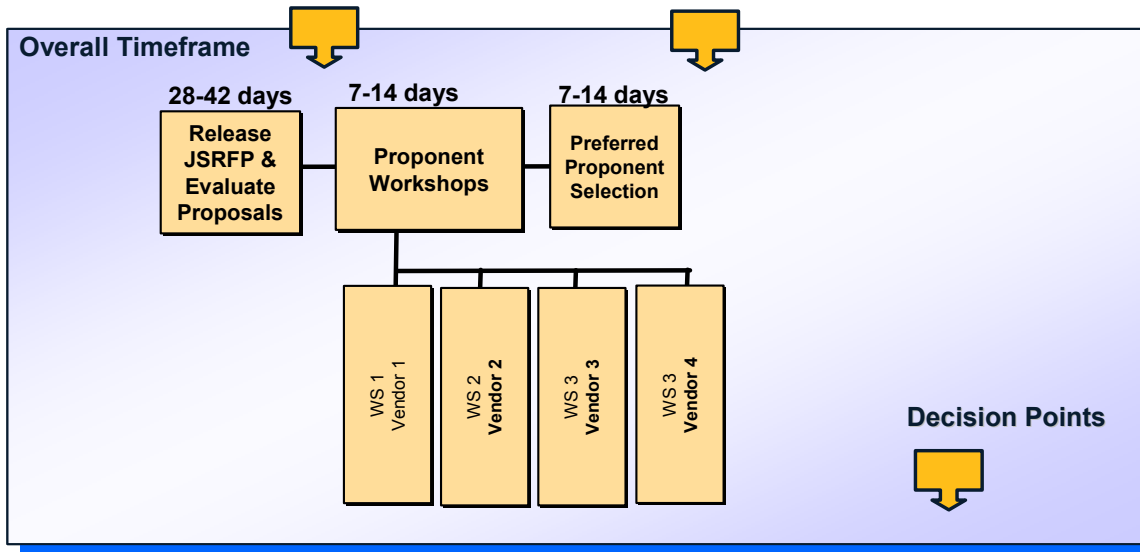 Overall Timeframe
28-42 days
7-14 days
7-14 days
Release
JSRFP &
Evaluate
Proposals
Proponent
Workshops
Preferred
Proponent
Selection
WS 1
Vendor 1
WS 2
Vendor 2
WS 3
Vendor 3
WS 3
Vendor 4
Decision Points